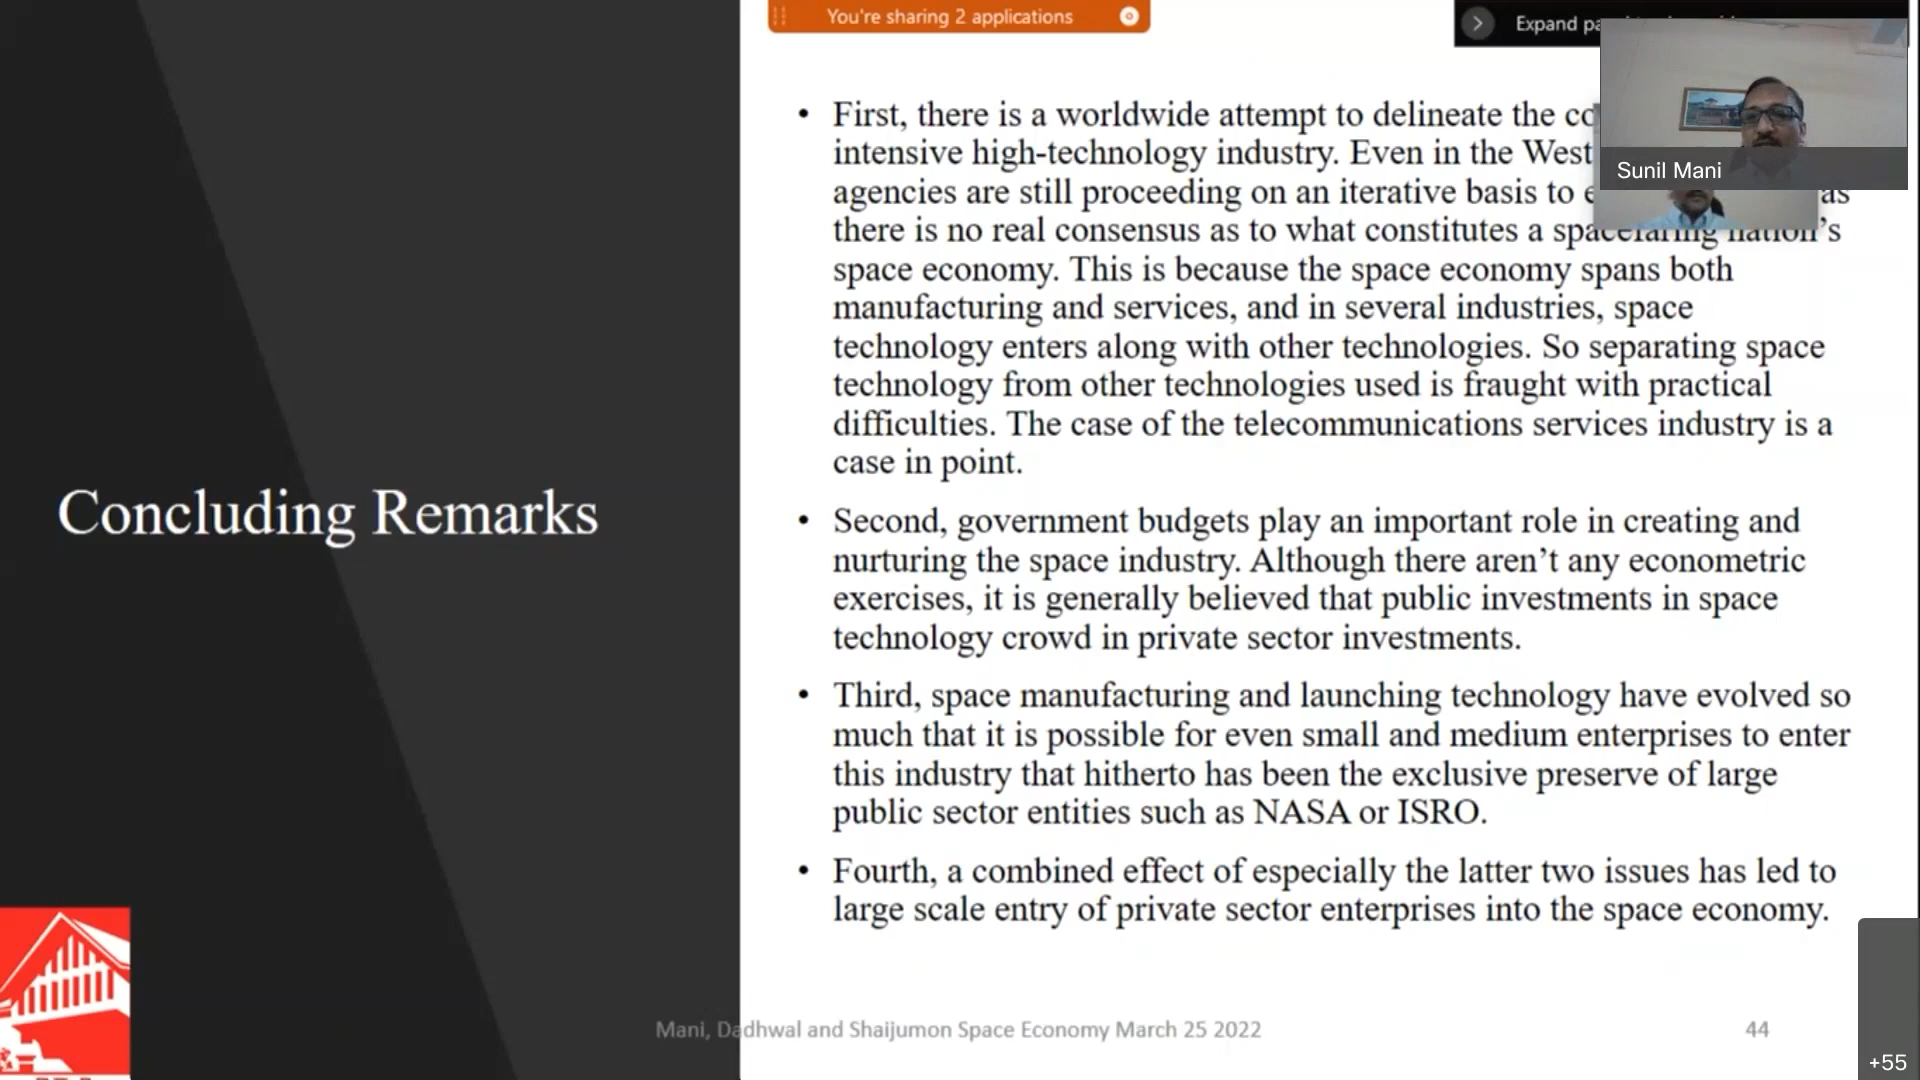 You're sharing 2 applications
Expand
Sunil Mani
Concluding Remarks
• First, there is a worldwide attempt to delineate the
intensive high-technology industry. Even in the West
agencies are still proceeding on an iterative basis to as
there is no real consensus as to what constitutes a spacefaring nation's
space economy. This is because the space economy spans both
manufacturing and services, and in several industries, space
technology enters along with other technologies. So separating space
technology from other technologies used is fraught with practical
difficulties. The case of the telecommunications services industry is a
case in point.
• Second, government budgets play an important role in creating and
nurturing the space industry. Although there aren't any econometric
exercises, it is generally believed that public investments in space
technology crowd in private sector investments.
• Third, space manufacturing and launching technology have evolved so
much that it is possible for even small and medium enterprises to enter
this industry that hitherto has been the exclusive preserve of large
public sector entities such as NASA or ISRO.
• Fourth, a combined effect of especially the latter two issues has led to
large scale entry of private sector enterprises into the space economy.
Mani, Dadhwal and Shaijumon Space Economy March 25 2022
44
+55